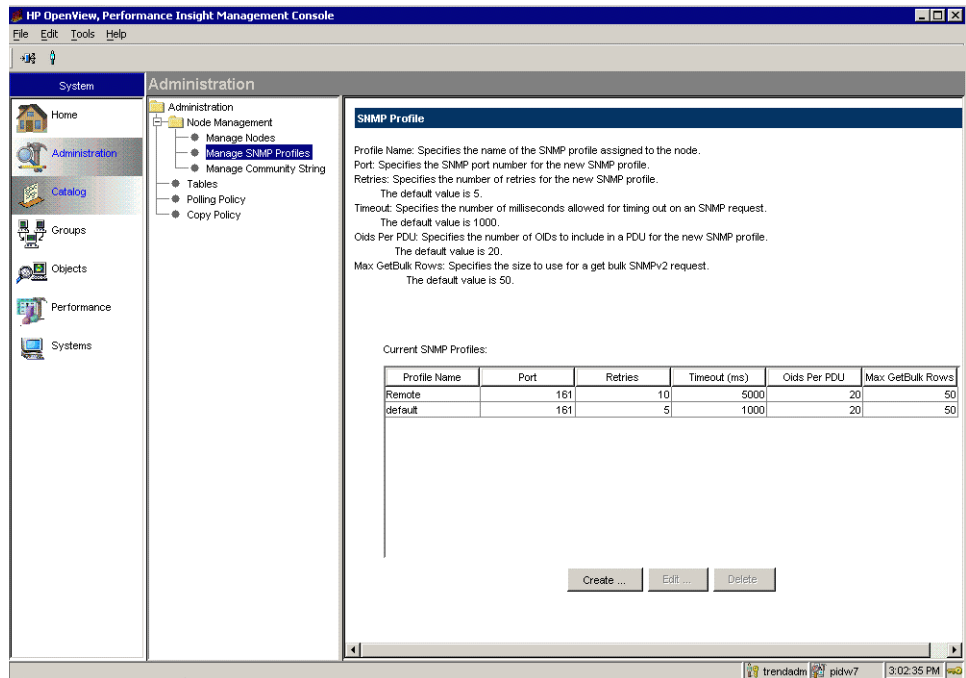 HP OpenView, Performance Insight Management Console
File Edit Tools Help
System
Administration
Home
Administration
Catalog
Groups
Objects
Performance
Systems
Administration
Node Management
Manage Nodes
Manage SNMP Profiles
Manage Community String
Tables
Polling Policy
Copy Policy
SNMP Profile
Profile Name: Specifies the name of the SNMP profile assigned to the node.
Port: Specifies the SNMP port number for the new SNMP profile.
Retries: Specifies the number of retries for the new SNMP profile.
The default value is 5.
Timeout: Specifies the number of milliseconds allowed for timing out on an SNMP request.
The default value is 1000.
Oids Per PDU: Specifies the number of OIDs to include in a PDU for the new SNMP profile.
The default value is 20.
Max GetBulk Rows: Specifies the size to use for a get bulk SNMPv2 request.
The default value is 50.
Current SNMP Profiles:
Profile Name Port Retries Timeout (ms) Oids Per PDU Max GetBulk Rows
Remote 161 10 5000 20 50
default 161 5 1000 20 50
Create ... Edit ... Delete
trendadm pidw7 3:02:35 PM